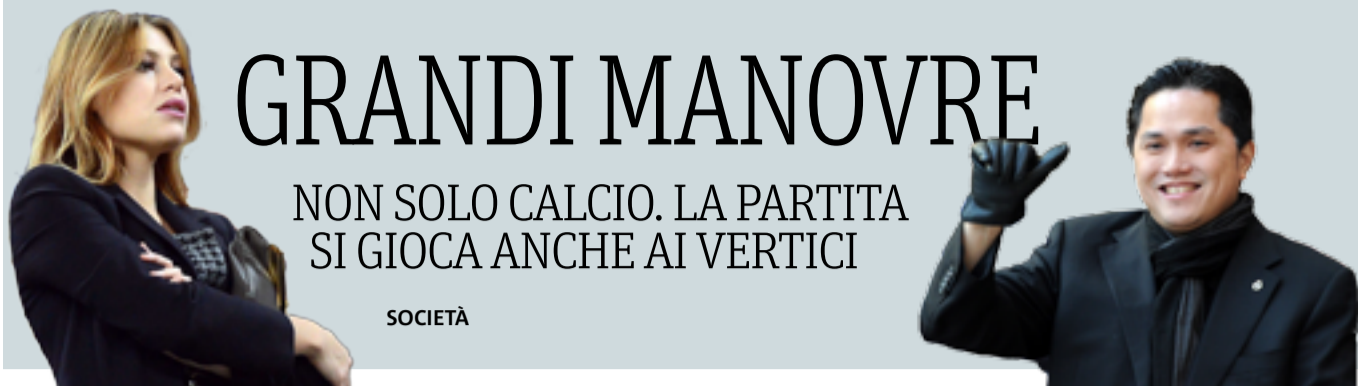 GRANDI MANOVRE
NON SOLO CALCIO. LA PARTITA
SI GIOCA ANCHE AI VERTICI
SOCIETÀ